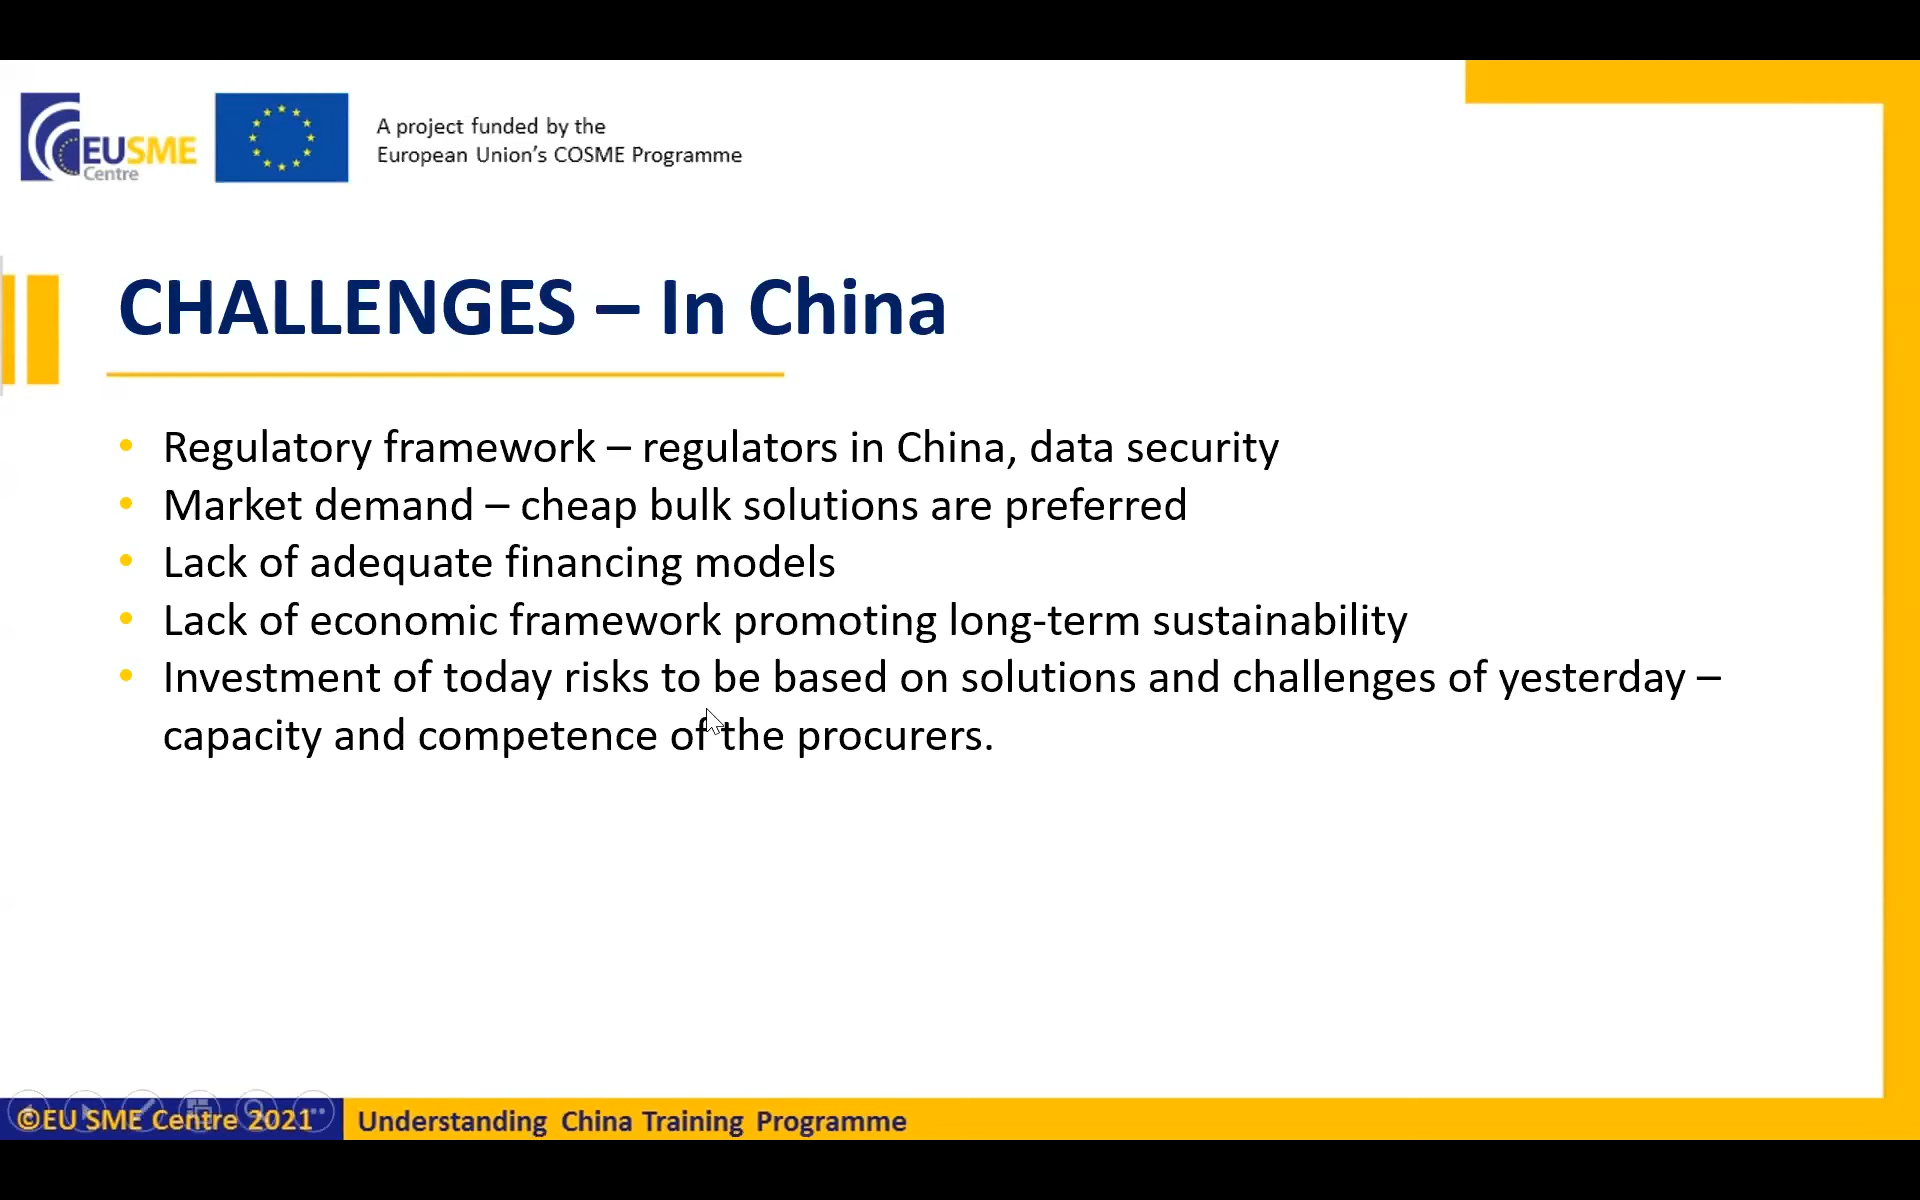 EUSME
Centre
A project funded by the
European Union's COSME Programme
CHALLENGES – In China
• Regulatory framework – regulators in China, data security
• Market demand – cheap bulk solutions are preferred
• Lack of adequate financing models
• Lack of economic framework promoting long-term sustainability
• Investment of today risks to be based on solutions and challenges of yesterday –
capacity and competence of the procurers.
©EU SME Centre 2021
Understanding China Training Programme